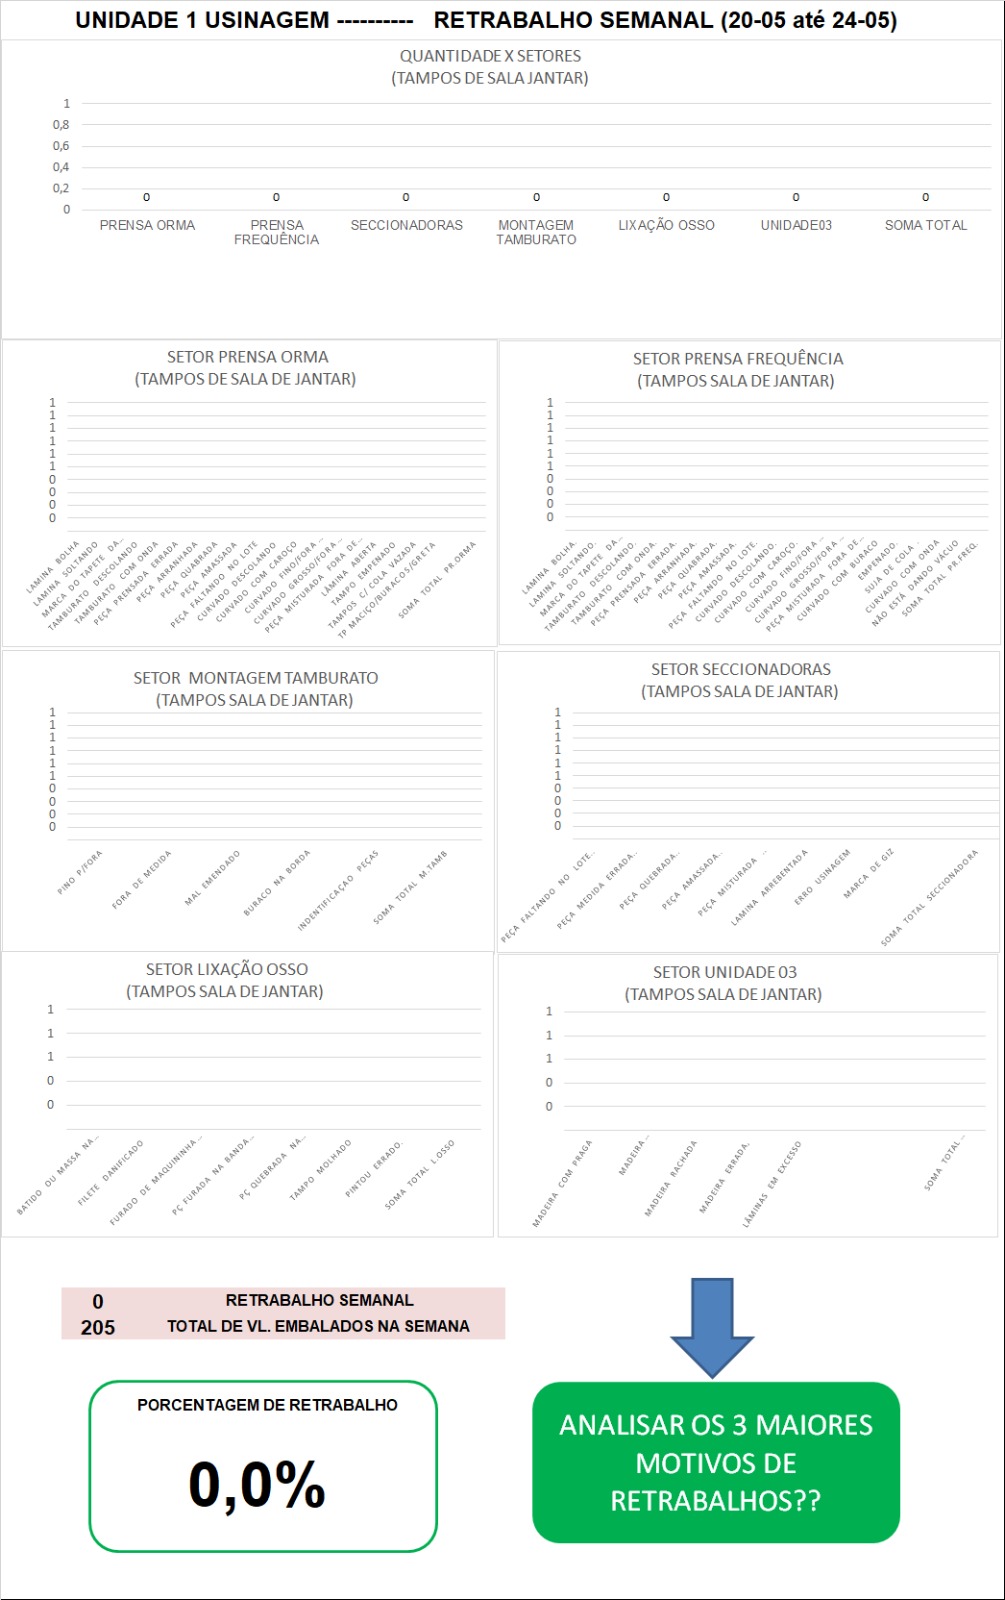 UNIDADE 1 USINAGEM ---------- RETRABALHO SEMANAL (20-05 até 24-05)
QUANTIDADE X SETORES
(TAMPOS DE SALA JANTAR)
1
0,8
0,6
0,4
0,2
0
0 0 0 0 0 0 0
PRENSA ORMA
PRENSA FREQUÊNCIA
SECCIONADORAS
MONTAGEM TAMBURATO
LIXAÇÃO OSSO
UNIDADE03
SOMA TOTAL
SETOR PRENSA ORMA
(TAMPOS DE SALA DE JANTAR)
1
1
1
1
1
1
0
0
0
0
LAMINA BOLHA
LAMINA SOLTANDO
MARCA DO TAPETE DA...
TAMBURATO DESCOLANDO
TAMBURATO COM ONDA
PEÇA PRENSADA ERRADA
PEÇA ARRANHADA
PEÇA QUABRADA
PEÇA AMASSADA
PEÇA FALTANDO NO LOTE
CURVADO DESCOLANDO
CURVADO COM CAROÇO
CURVADO FINO/FORA...
CURVADO GROSSO/FORA...
PEÇA MISTURADA FORA DE...
LÂMINA ABERTA
TAMPO EMPENADO
TAMPOS C/ COLA VAZADA
TP MACIÇO/BURACOS/GRETA
SOMA TOTAL PR.ORMA
SETOR PRENSA FREQUÊNCIA
(TAMPOS SALA DE JANTAR)
1
1
1
1
1
1
0
0
0
0
LAMINA BOLHA.
LAMINA SOLTANDO.
MARCA DO TAPETE DA...
TAMBURATO DESCOLANDO.
TAMBURATO COM ONDA.
PEÇA PRENSADA ERRADA.
PEÇA ARRANHADA.
PEÇA QUABRADA.
PEÇA AMASSADA.
PEÇA FALTANDO NO LOTE.
CURVADO DESCOLANDO.
CURVADO COM CAROÇO.
CURVADO FINO/FORA...
CURVADO GROSSO/FORA...
PEÇA MISTURADA FORA DE...
CURVADO COM BURACO
EMPENADO.
SUJA DE COLA .
CURVADO COM ONDA
NÃO ESTÁ DANDO VÁCUO
SOMA TOTAL PR.FREQ.
SETOR MONTAGEM TAMBURATO
(TAMPOS SALA DE JANTAR)
1
1
1
1
1
1
0
0
0
0
PINO P/FORA
FORA DE MEDIDA
MAL EMENDADO
BURACO NA BORDA
INDENTIFICAÇAO PEÇAS
SOMA TOTAL M.TAMB
SETOR SECCIONADORAS
(TAMPOS SALA DE JANTAR)
1
1
1
1
1
1
0
0
0
0
PEÇA FALTANDO NO LOTE..
PEÇA MEDIDA ERRADA..
PEÇA QUEBRADA..
PEÇA AMASSADA..
PEÇA MISTURADA ..
LAMINA ARREBENTADA
ERRO USINAGEM
MARCA DE GIZ
SOMA TOTAL SECCIONADORA
SETOR LIXAÇÃO OSSO
(TAMPOS SALA DE JANTAR)
1
1
1
0
0
BATIDO OU MASSA NA...
FILETE DANIFICADO
FURADO DE MAQUININHA...
PÇ FURADA NA BANDA...
PÇ QUEBRADA NA...
TAMPO MOLHADO
PINTOU ERRADO.
SOMA TOTAL L.OSSO
SETOR UNIDADE 03
(TAMPOS SALA DE JANTAR)
1
1
1
0
0
MADEIRA COM PRAGA
MADEIRA...
MADEIRA RACHADA
MADEIRA ERRADA,
LÂMINAS EM EXCESSO
SOMA TOTAL...
0 RETRABALHO SEMANAL
205 TOTAL DE VL. EMBALADOS NA SEMANA
PORCENTAGEM DE RETRABALHO
0,0%
ANALISAR OS 3 MAIORES
MOTIVOS DE
RETRABALHOS??